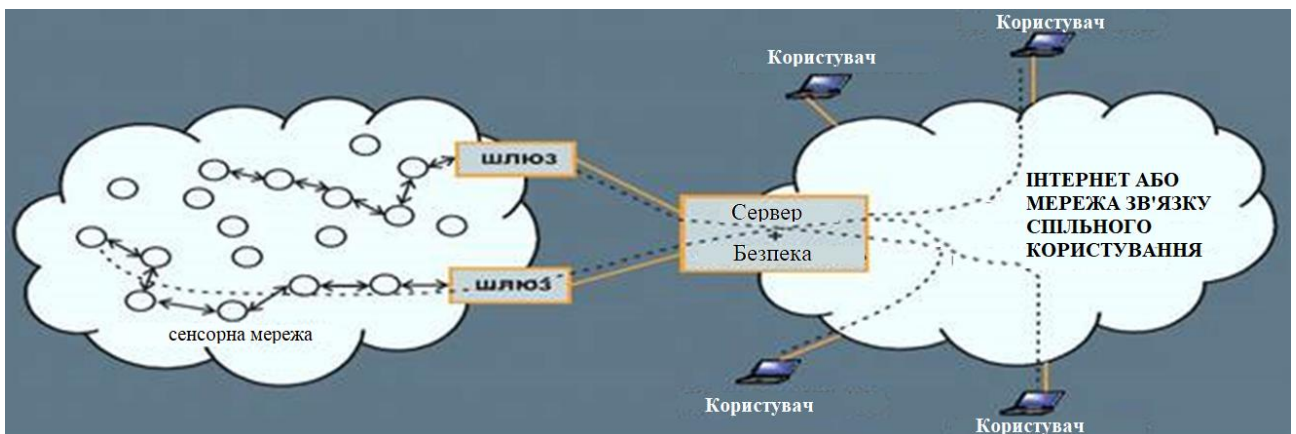 Користувач
Користувач
шлюз
Сервер
+
Безпека
ІНТЕРНЕТ АБО
МЕРЕЖА ЗВ'ЯЗКУ
СПІЛЬНОГО
КОРИСТУВАННЯ
шлюз
сенсорна мережа
Користувач
Користувач